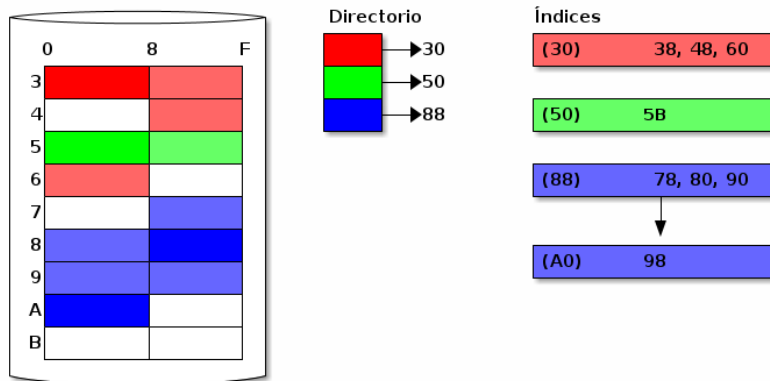 0 8 F
3
4
5
6
7
8
9
A
B
Directorio
30
50
88
Índices
(30) 38, 48, 60
(50) 5B
(88) 78, 80, 90
(A0) 98